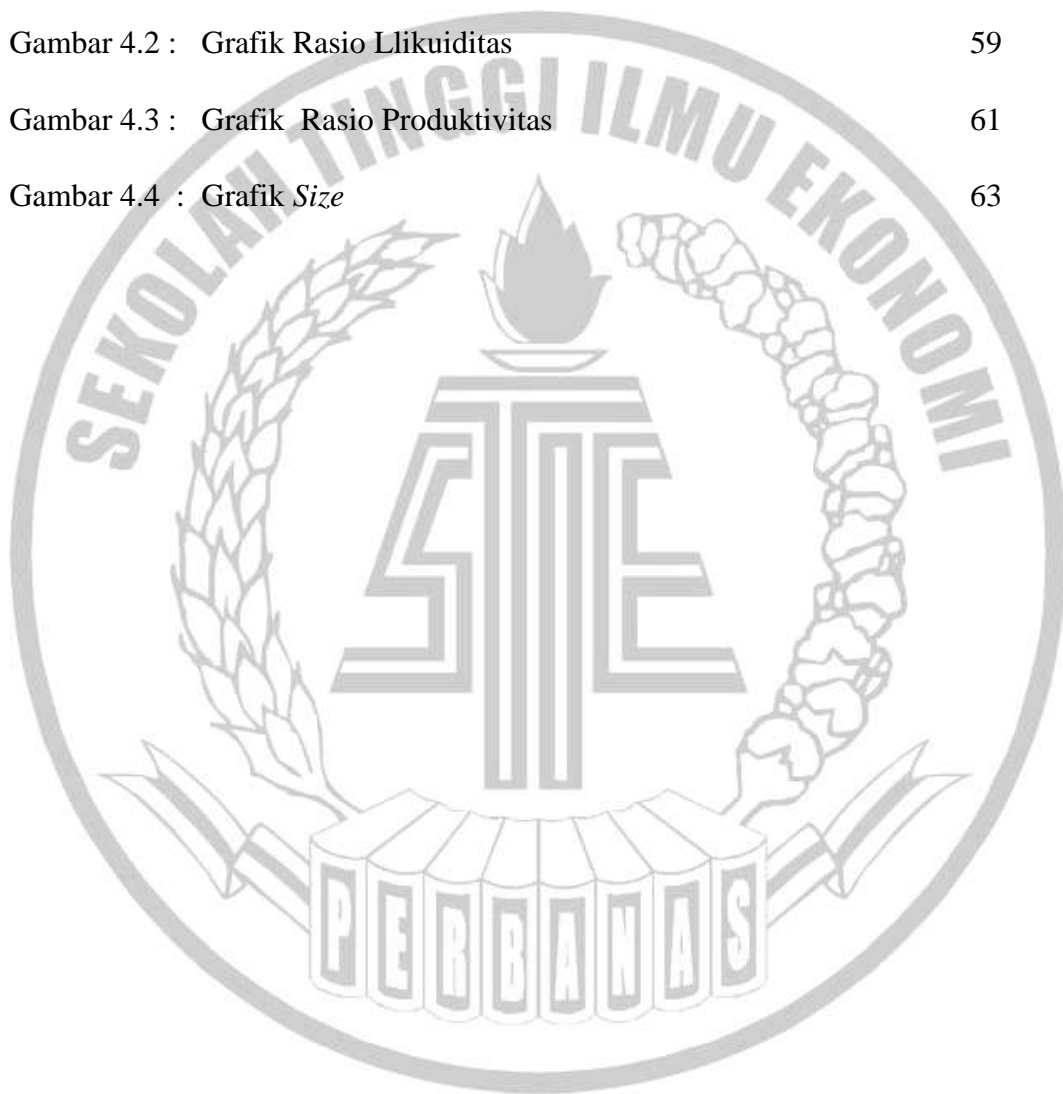 Gambar 4.2 : Grafik Rasio Llikuiditas 59
Gambar 4.3 : Grafik Rasio Produktivitas 61
Gambar 4.4 : Grafik Size 63
SEKOLAH TINGGI ILMU EKONOMI
STIE
PERBANAS